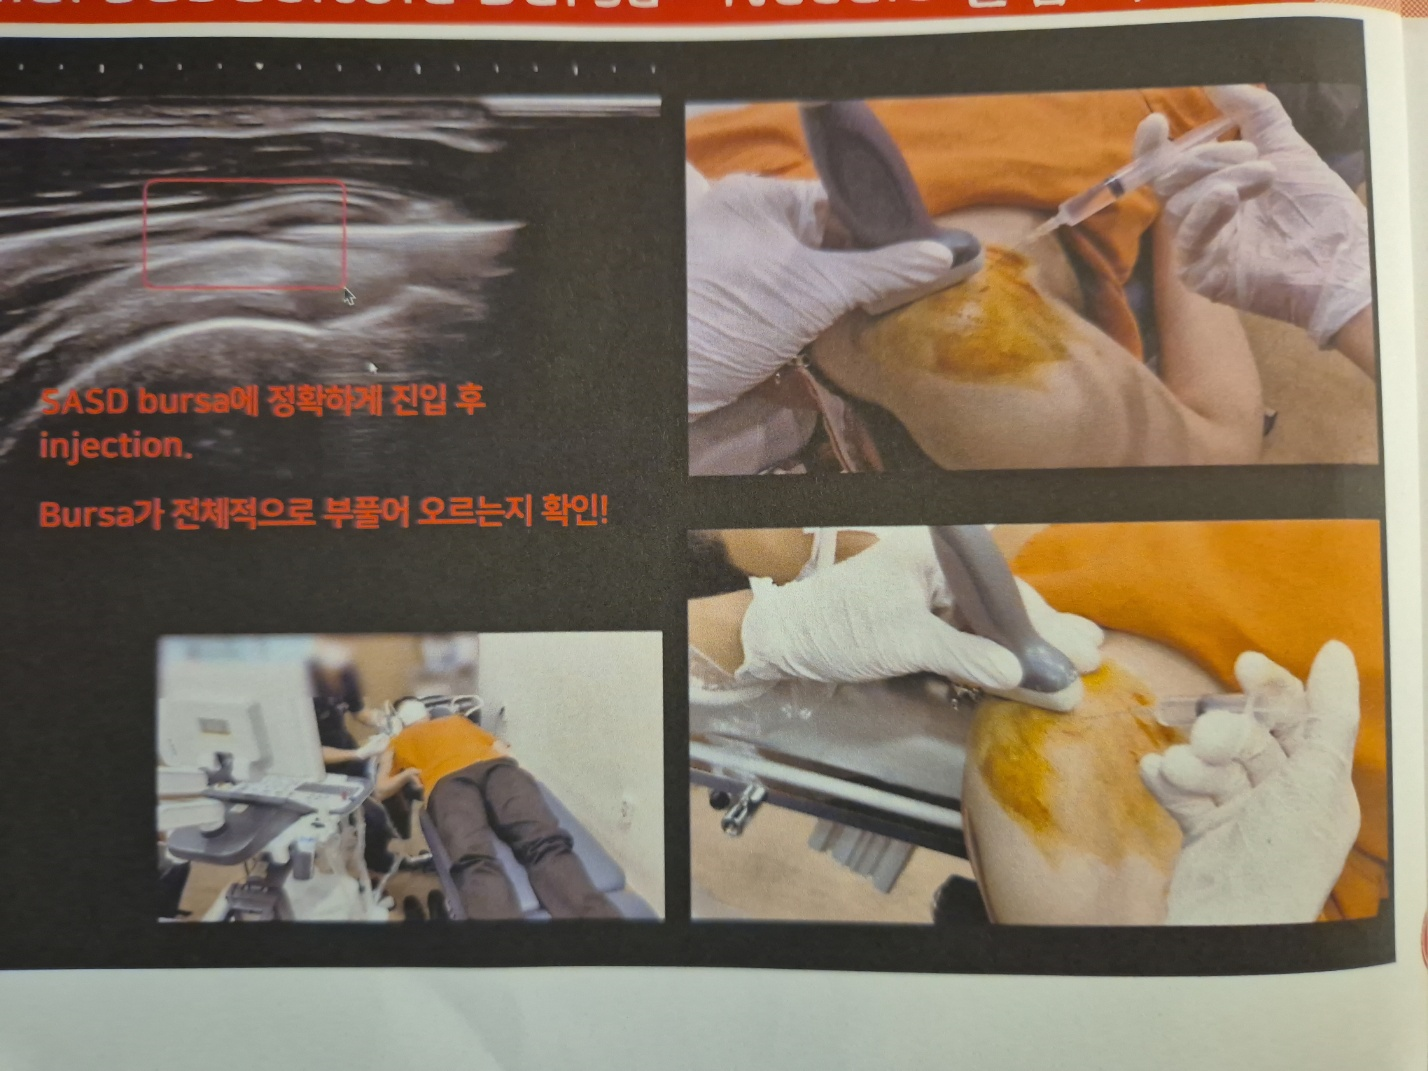 SASD bursa에 정확하게 진입 후
injection.
Bursa가 전체적으로 부풀어 오르는지 확인!